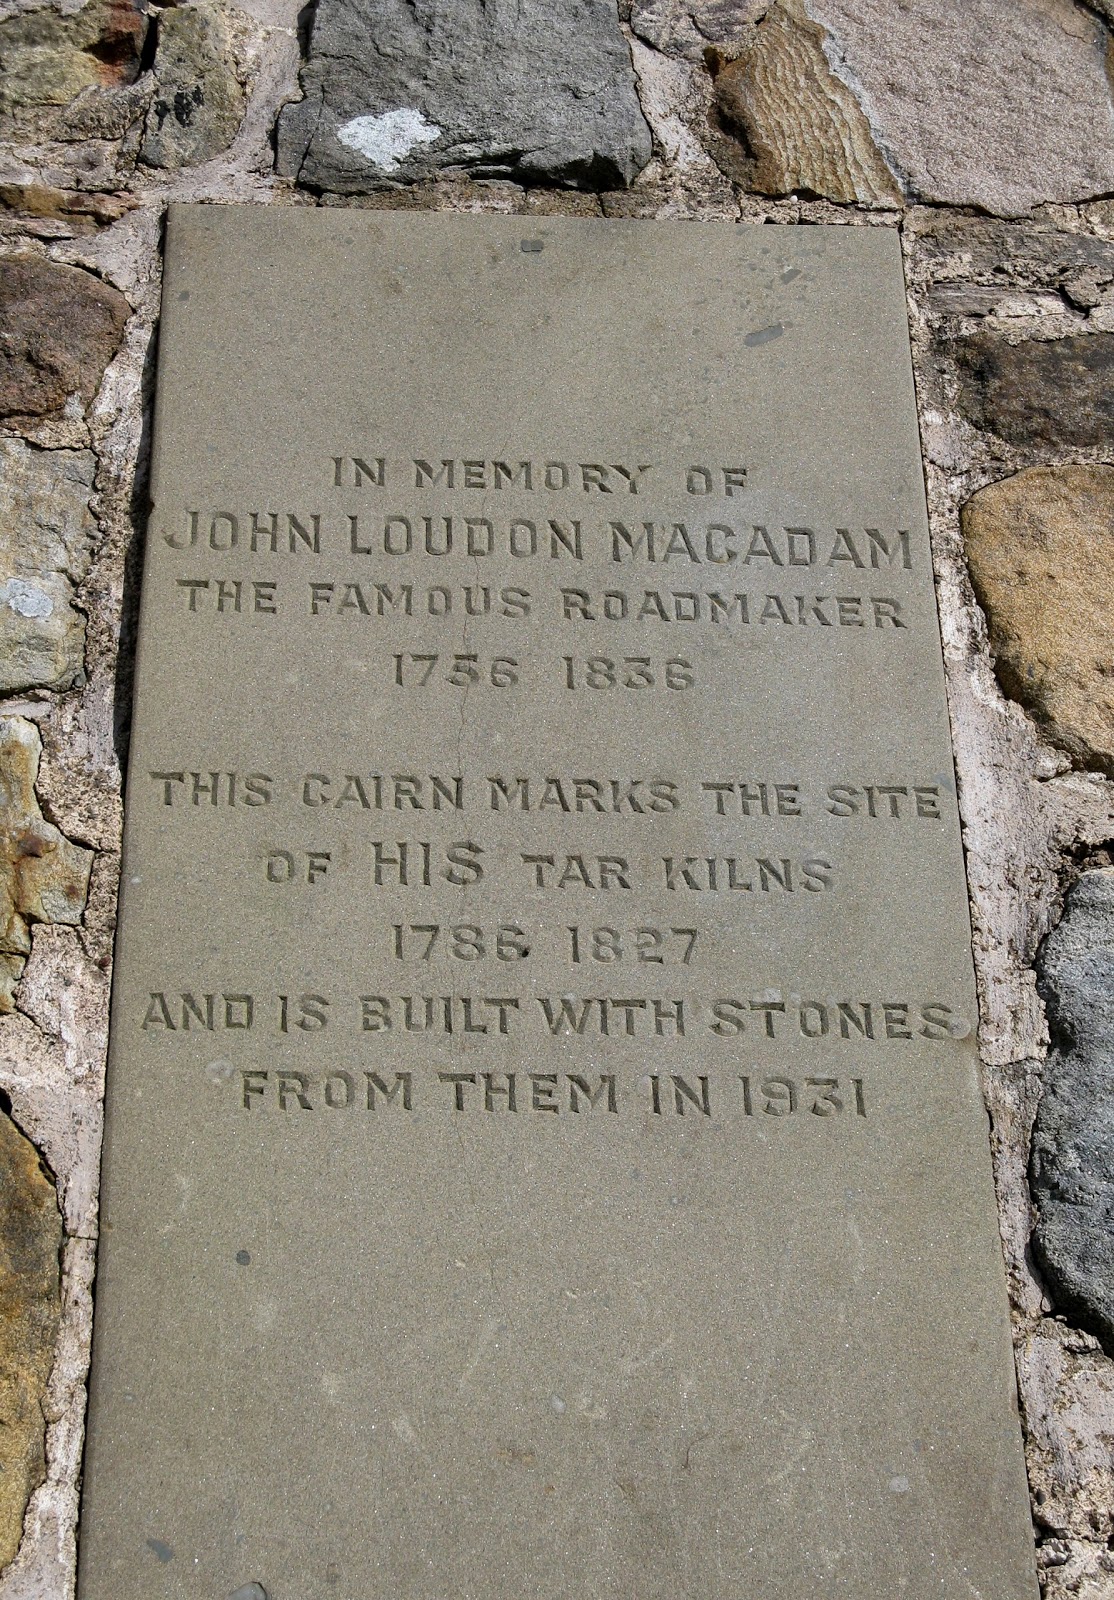 IN MEMORY OF
JOHN LOUDON MACADAM
THE FAMOUS ROADMAKER
1756 1836
THIS CAIRN MARKS THE SITE
OF HIS TAR KILNS
1786 1827
AND IS BUILT WITH STONES
FROM THEM IN 1931